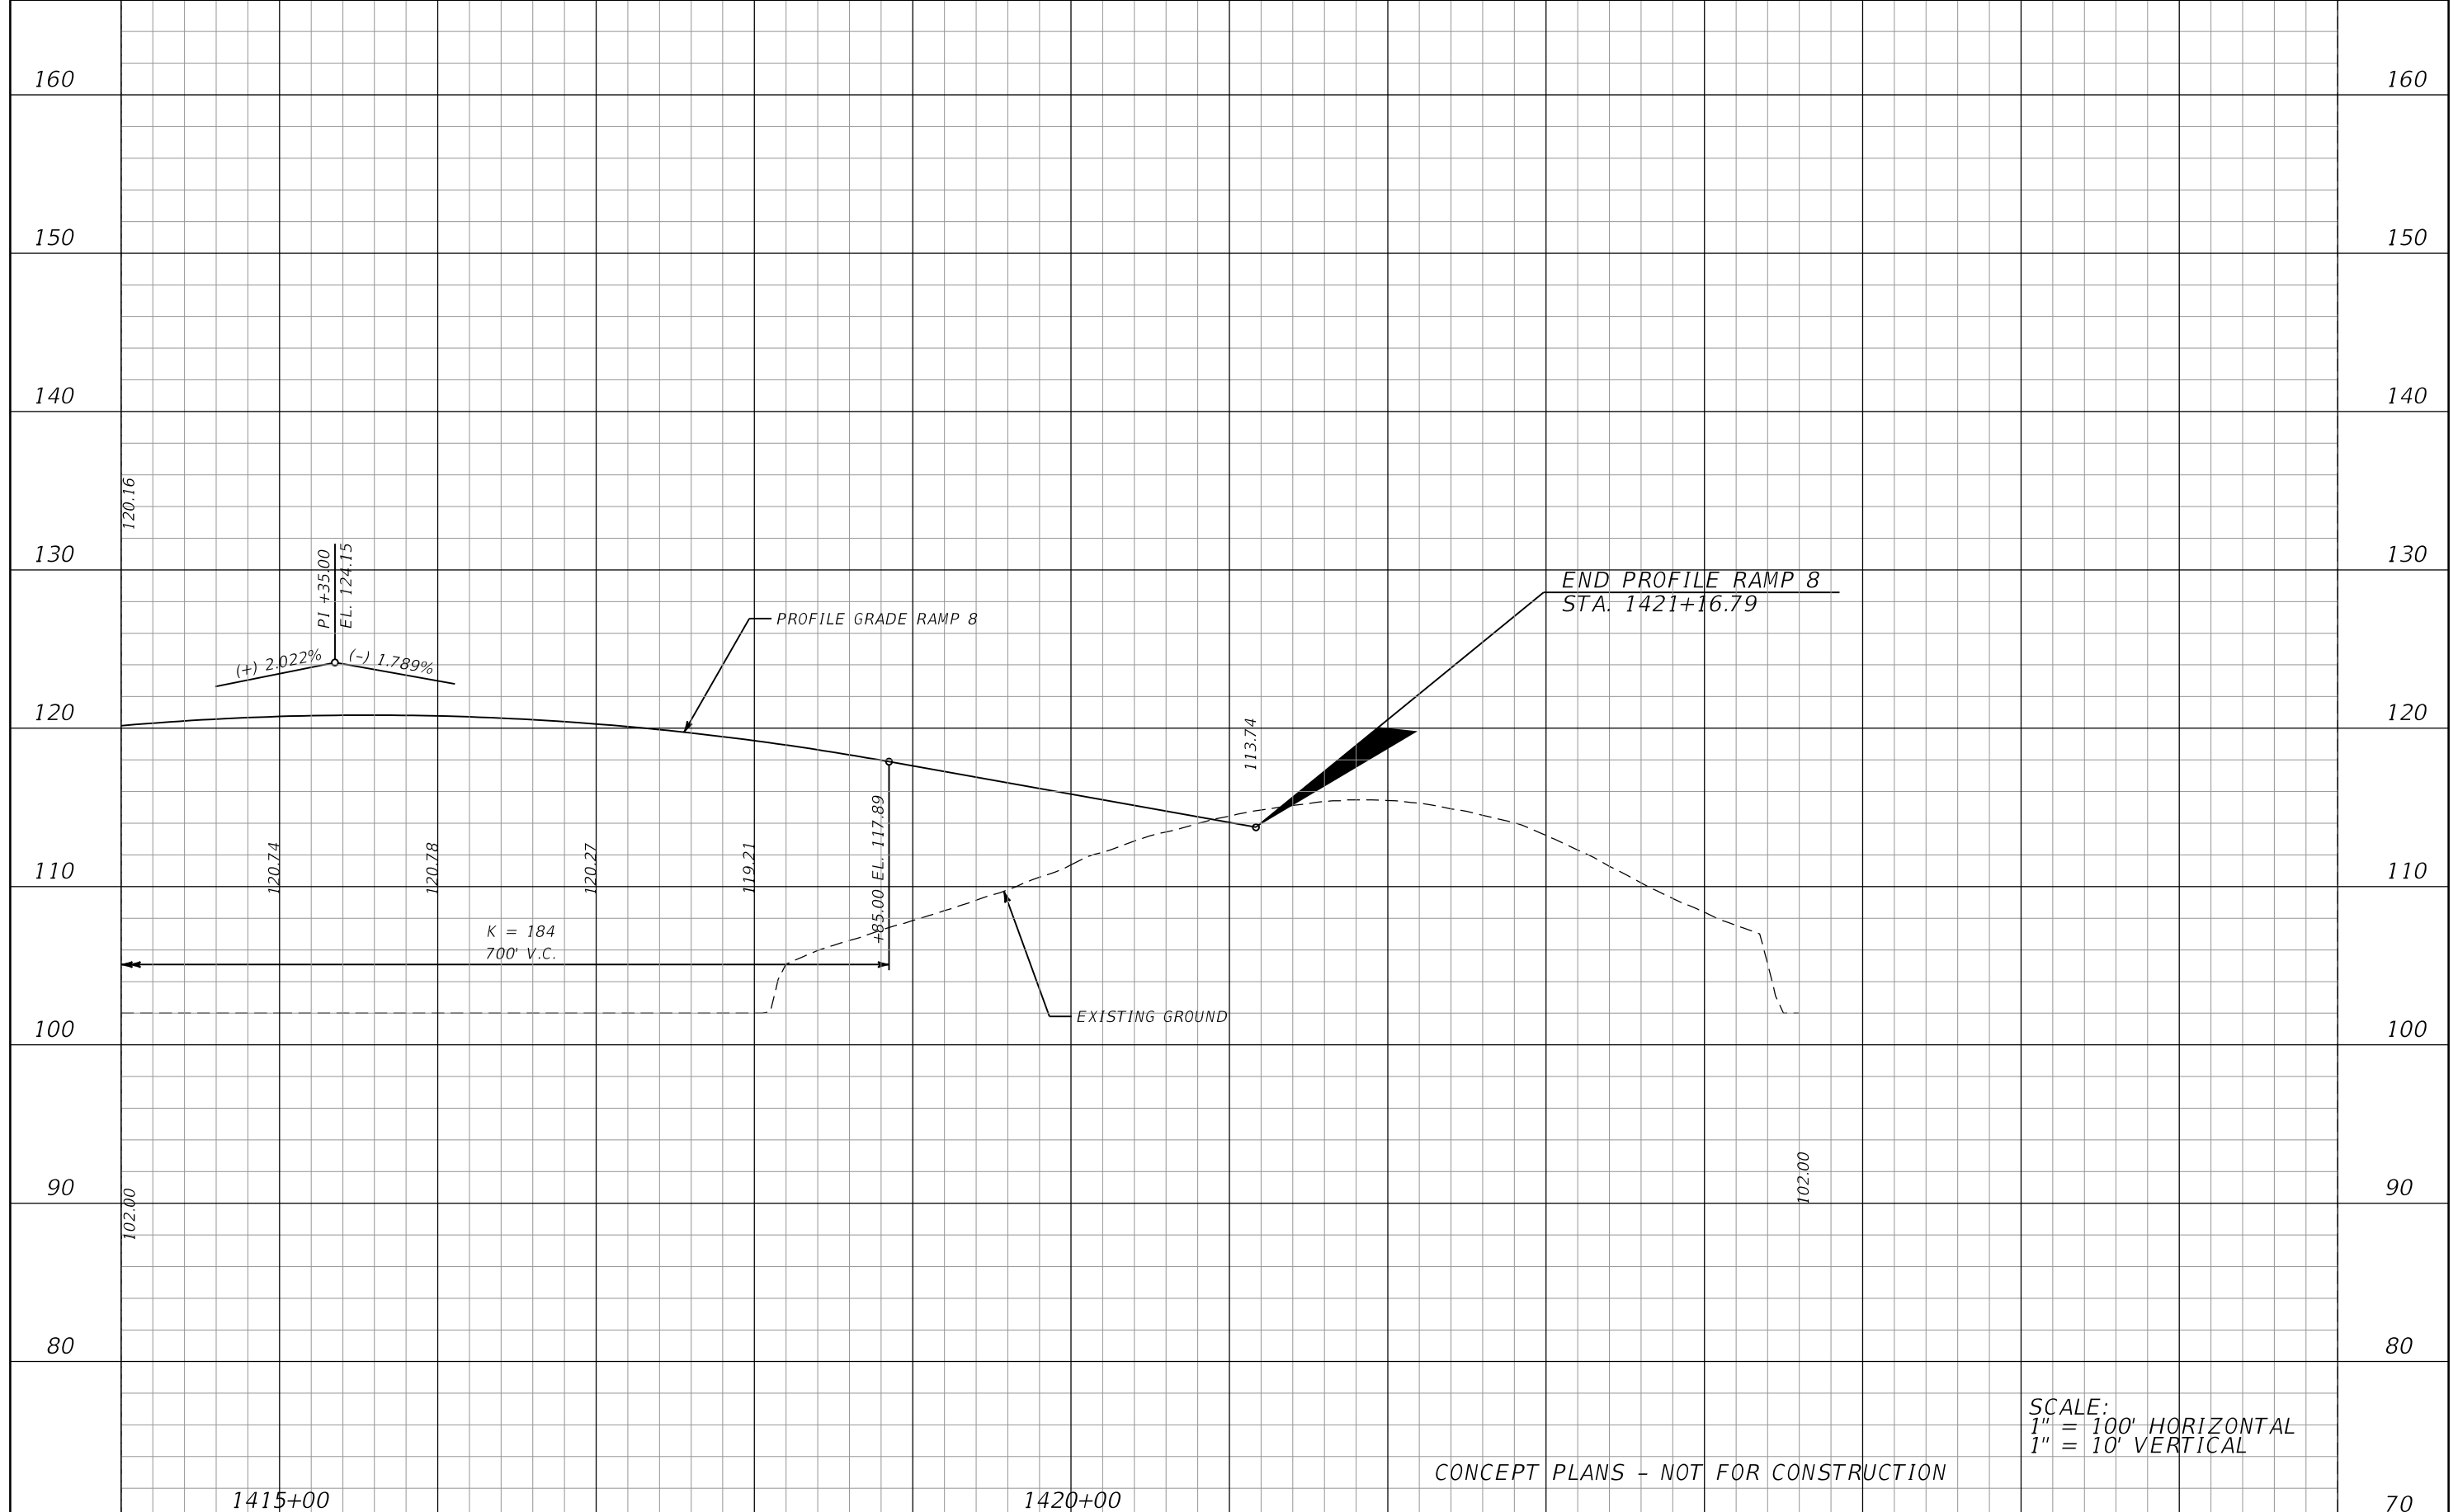 160
160
150
150
140
140
120.16
130
130
PI +35.00
EL. 124.15
END PROFILE RAMP 8
STA. 1421+16.79
PROFILE GRADE RAMP 8
(+) 2.022%
(-) 1.789%
120
120
113.74
110
110
120.74
120.78
120.27
119.21
+85.00 EL. 117.89
K = 184
700' V.C.
EXISTING GROUND
100
100
90
90
102.00
102.00
80
80
SCALE:
1" = 100' HORIZONTAL
1" = 10' VERTICAL
CONCEPT PLANS - NOT FOR CONSTRUCTION
1415+00
1420+00
70